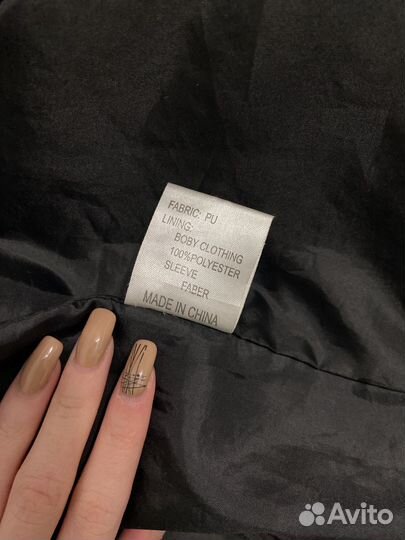 FABRIC: PU
LINING:
BOBY CLOTHING
100%POLYESTER
SLEEVE
FABER
MADE IN CHINA
Avito